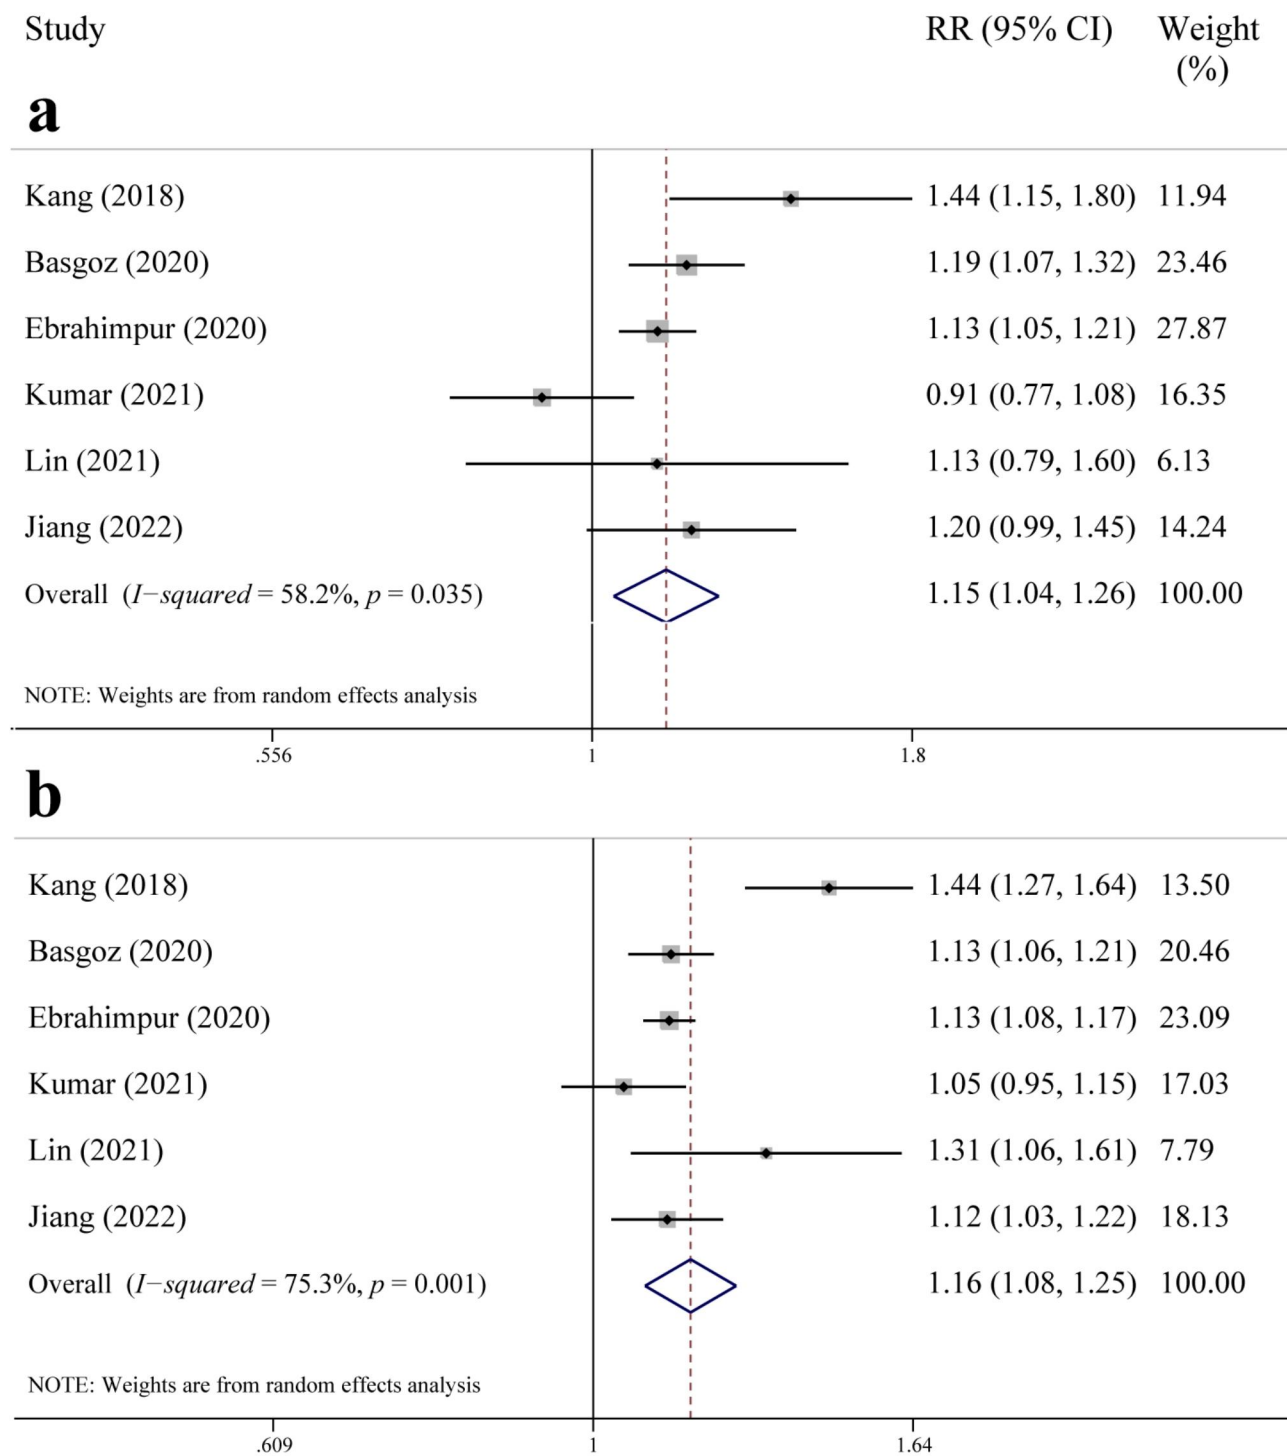 Study RR (95% CI) Weight
(%)
a
Kang (2018) 1.44 (1.15, 1.80) 11.94
Basgoz (2020) 1.19 (1.07, 1.32) 23.46
Ebrahimpur (2020) 1.13 (1.05, 1.21) 27.87
Kumar (2021) 0.91 (0.77, 1.08) 16.35
Lin (2021) 1.13 (0.79, 1.60) 6.13
Jiang (2022) 1.20 (0.99, 1.45) 14.24
Overall (I−squared = 58.2%, p = 0.035) 1.15 (1.04, 1.26) 100.00
NOTE: Weights are from random effects analysis
.556 1 1.8
b
Kang (2018) 1.44 (1.27, 1.64) 13.50
Basgoz (2020) 1.13 (1.06, 1.21) 20.46
Ebrahimpur (2020) 1.13 (1.08, 1.17) 23.09
Kumar (2021) 1.05 (0.95, 1.15) 17.03
Lin (2021) 1.31 (1.06, 1.61) 7.79
Jiang (2022) 1.12 (1.03, 1.22) 18.13
Overall (I−squared = 75.3%, p = 0.001) 1.16 (1.08, 1.25) 100.00
NOTE: Weights are from random effects analysis
.609 1 1.64